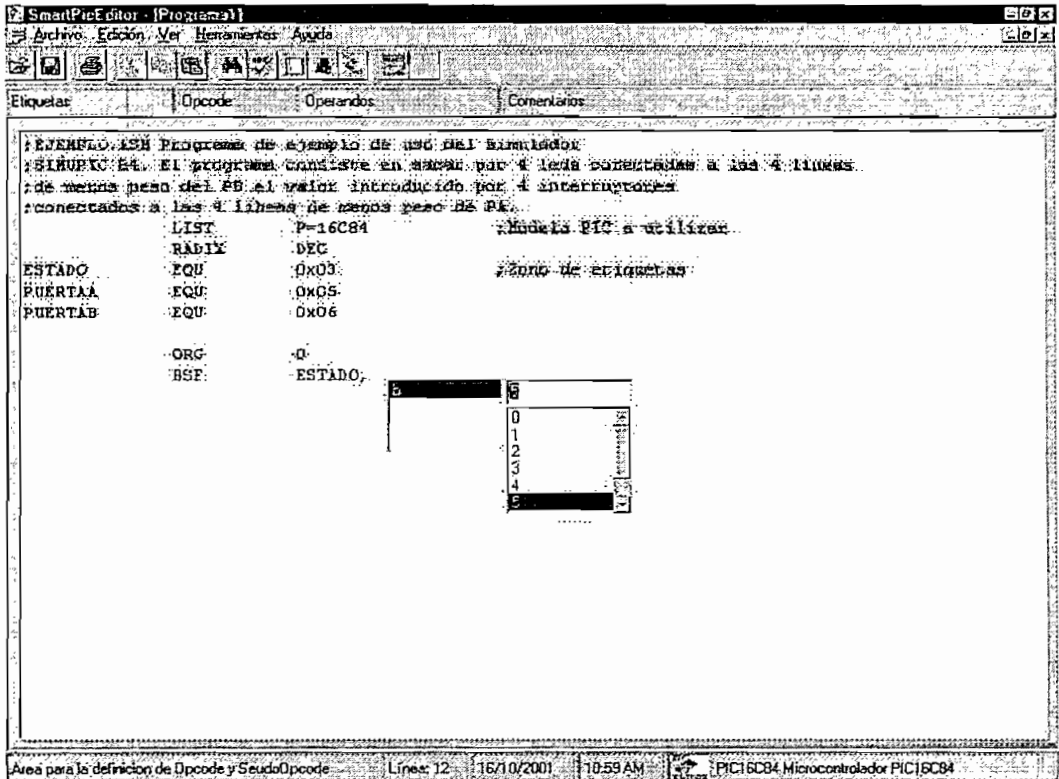 SmartPicEditor - [Programa1]
Archivo Edición Ver Herramientas Ayuda
Etiquetas Opcode Operandos Comentarios
;EJEMPLO.ASM Programa de ejemplo de uso del simulador
;SIMUPIC 84. El programa consiste en sacar por 4 leds conectadas a las 4 lineas
;de menos peso del PB el valor introducido por 4 interruptores
;conectados a las 4 lineas de menos peso de PA.
LIST P=16C84 ;Modelo PIC a utilizar
RADIX DEC
ESTADO EQU 0x03 ;Zona de etiquetas
PUERTAA EQU 0x05
PUERTAB EQU 0x06
ORG 0
BSF ESTADO,
b
0
1
2
3
4
5
Area para la definicion de Opcode y SeudoOpcode Linea: 12 16/10/2001 10:59 AM PIC16C84 Microcontrolador PIC16C84